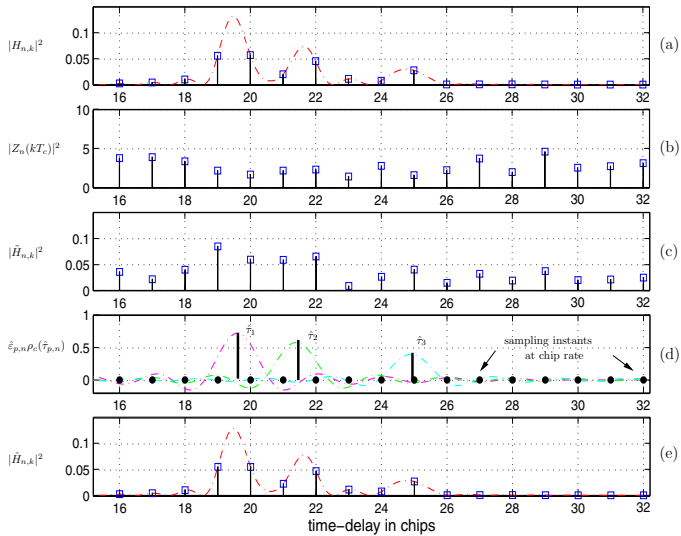 |H_{n,k}|^2
0.1
0.05
0
16 18 20 22 24 26 28 30 32
(a)
|Z_n(kT_c)|^2
10
5
0
16 18 20 22 24 26 28 30 32
(b)
|H̃_{n,k}|^2
0.1
0.05
0
16 18 20 22 24 26 28 30 32
(c)
ε̂_{p,n}ρ_c(τ̂_{p,n})
1
0.5
0
τ̂_1
τ̂_2
τ̂_3
sampling instants
at chip rate
16 18 20 22 24 26 28 30 32
(d)
|Ĥ_{n,k}|^2
0.1
0.05
0
16 18 20 22 24 26 28 30 32
(e)
time-delay in chips